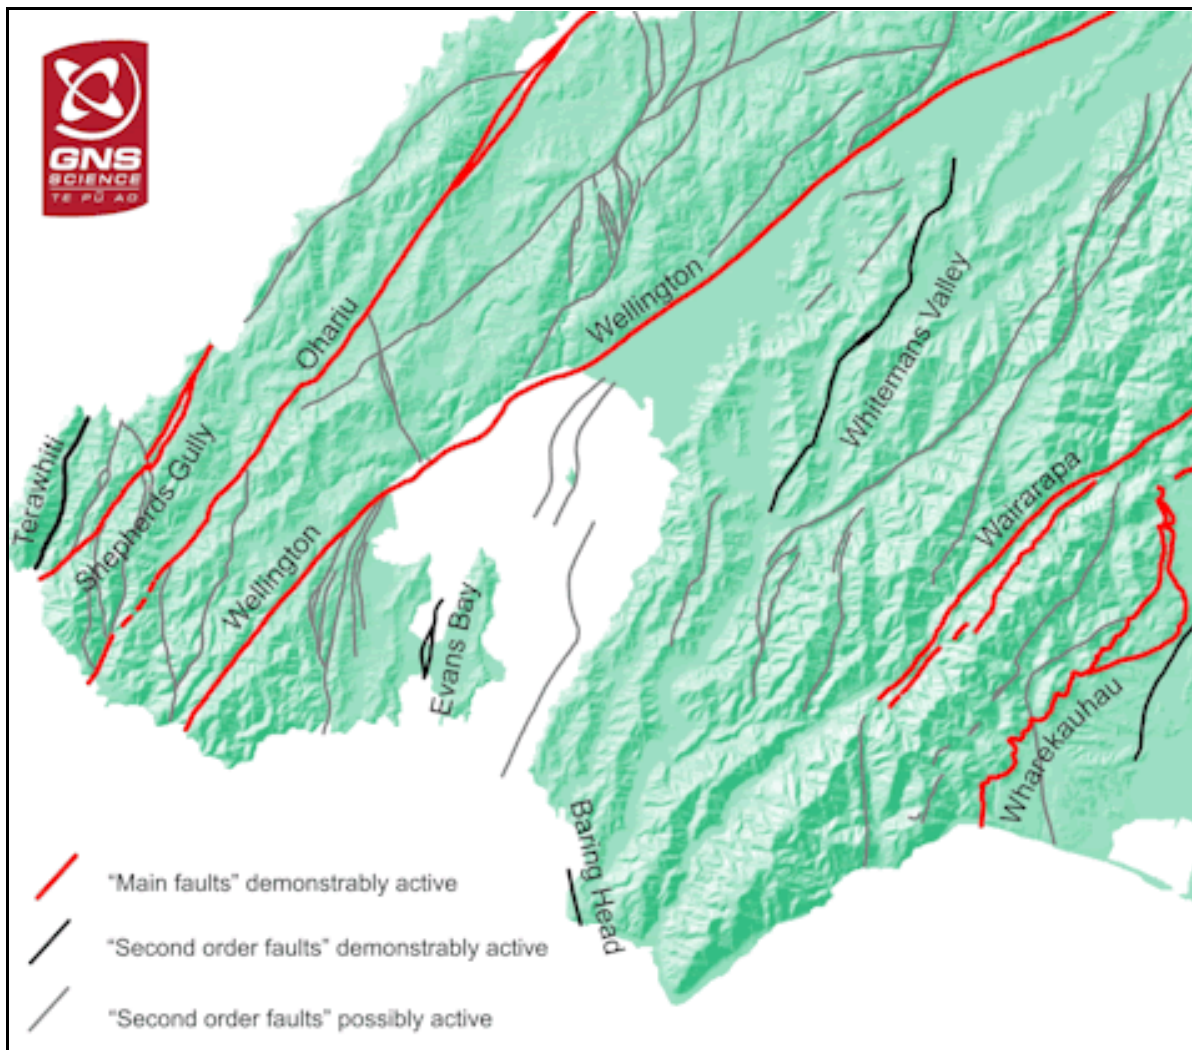 GNS
SCIENCE
TE PŪ AO
Ohariu
Wellington
Whitemans Valley
Terawhiti
Shepherds Gully
Wellington
Evans Bay
Wairarapa
Wharekauhau
Baring Head
“Main faults” demonstrably active
“Second order faults” demonstrably active
“Second order faults” possibly active